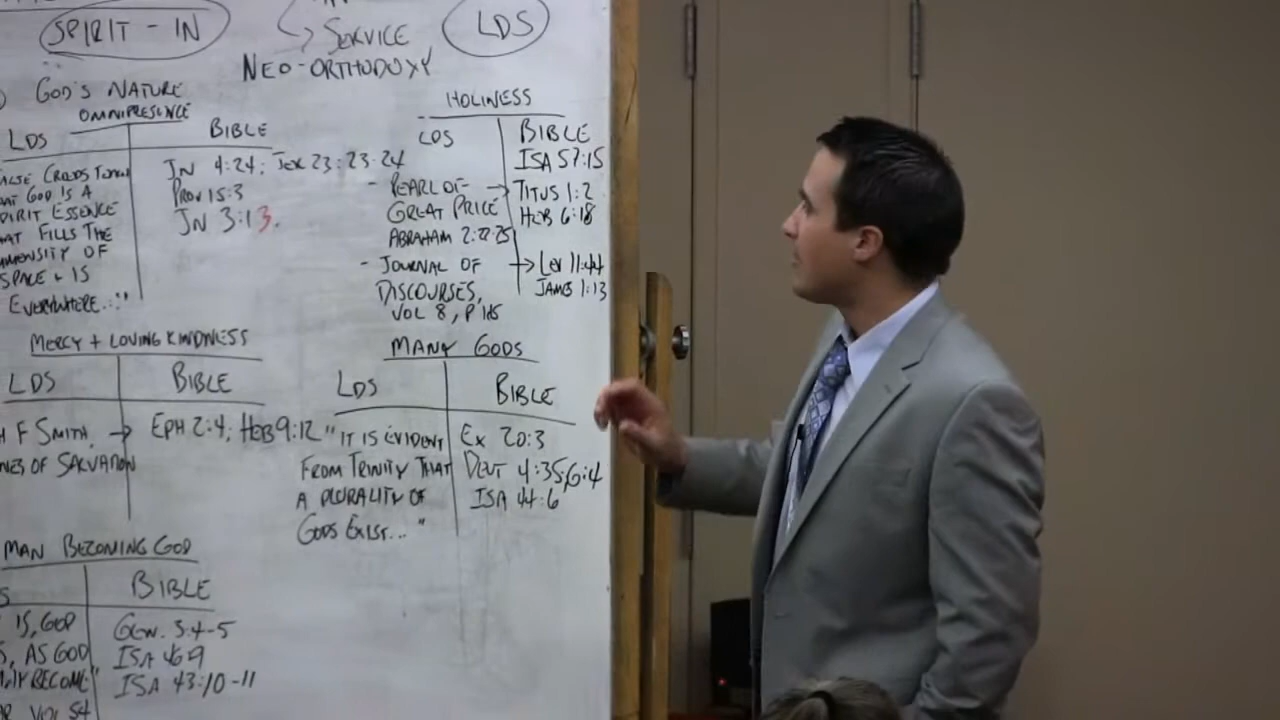 SPIRIT - IN
SERVICE
NEO-ORTHODOXY
LDS
GOD'S NATURE
OMNIPRESENCE
LDS
BIBLE
THAT GOD IS A
SPIRIT ESSENCE
THAT FILLS THE
IMMENSITY OF
SPACE + IS
EVERYWHERE..."
JN 4:24; JER 23:23-24
PROV 15:3
JN 3:13.
HOLINESS
LDS
BIBLE
ISA 57:15
- PEARL OF → TITUS 1:2
GREAT PRICE HEB 6:18
ABRAHAM 2:22-25
- JOURNAL OF → LEV 11:44
DISCOURSES, JAMES 1:13
VOL 8, P 115
MERCY + LOVING KINDNESS
LDS
BIBLE
H F SMITH, → EPH 2:4; HEB 9:12
NES OF SALVATION
MANY GODS
LDS
BIBLE
"IT IS EVIDENT
FROM TRINITY THAT
A PLURALITY OF
GODS EXIST..."
EX 20:3
DEUT 4:35; 6:4
ISA 44:6
MAN BECOMING GOD
S
BIBLE
IS, GOD
S, AS GOD
MAY BECOME"
VOL 54
GEN. 3:4-5
ISA 46:9
ISA 43:10-11